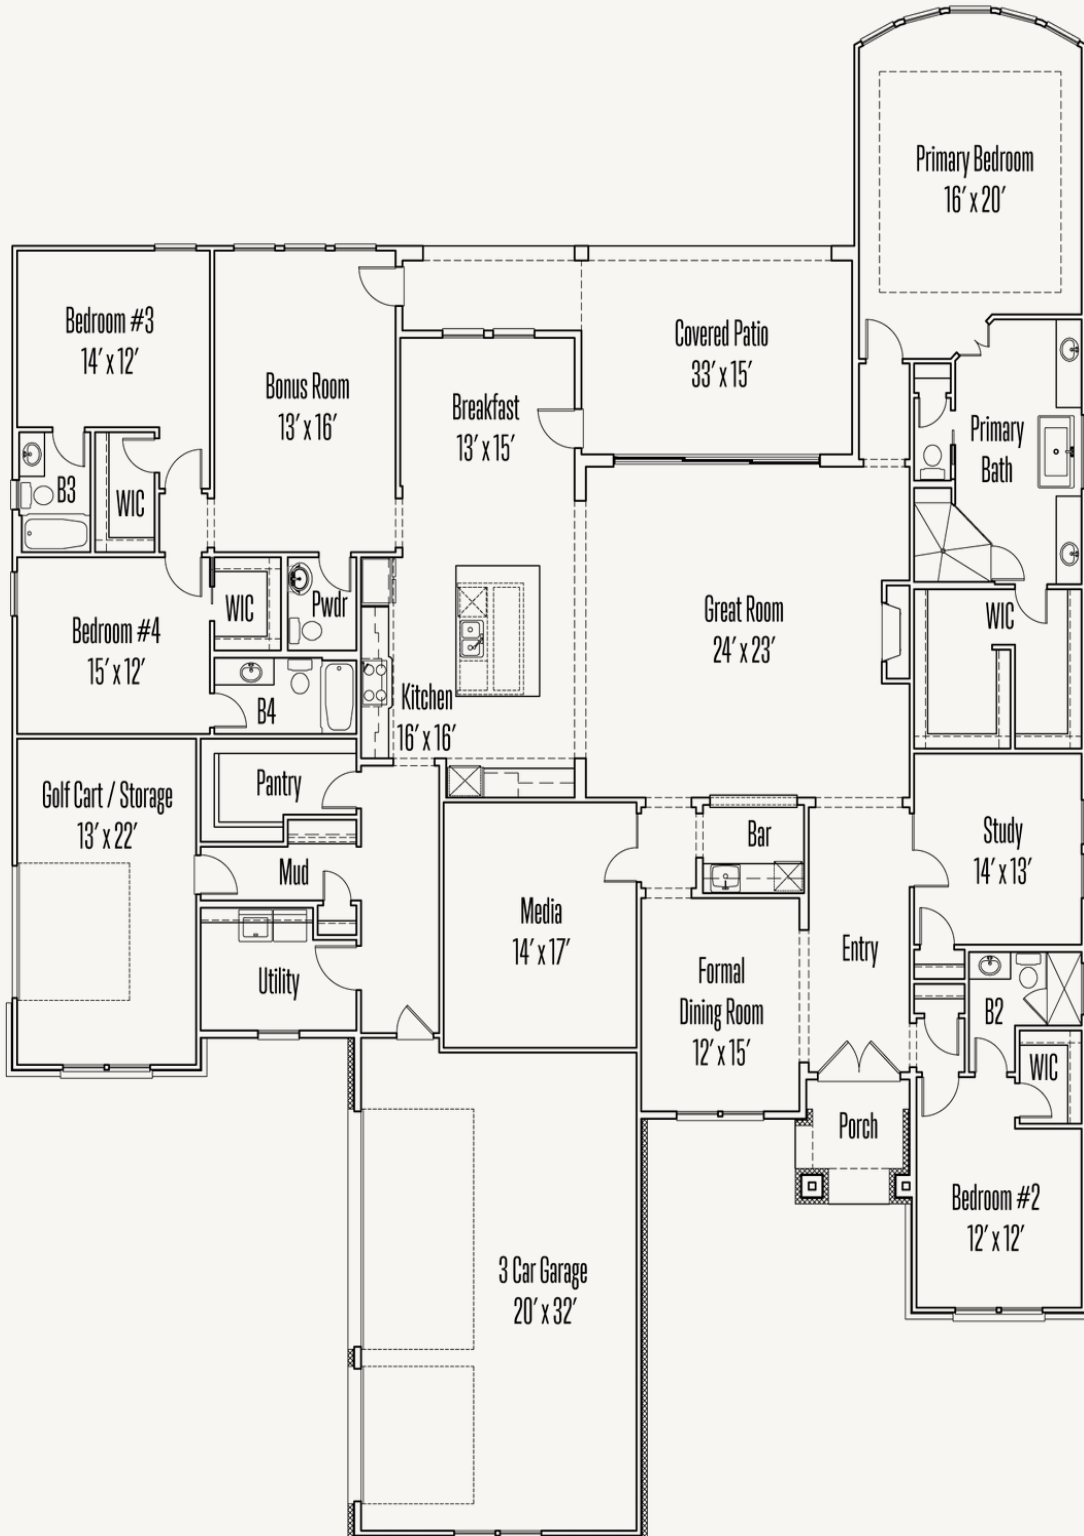 Primary Bedroom
16' x 20'
Bedroom #3
14' x 12'
Bonus Room
13' x 16'
Breakfast
13' x 15'
Covered Patio
33' x 15'
Primary
Bath
B3
WIC
WIC
Pwdr
Bedroom #4
15' x 12'
B4
Kitchen
16' x 16'
Great Room
24' x 23'
WIC
Golf Cart / Storage
13' x 22'
Pantry
Mud
Utility
Media
14' x 17'
Bar
Study
14' x 13'
Formal
Dining Room
12' x 15'
Entry
B2
WIC
Porch
Bedroom #2
12' x 12'
3 Car Garage
20' x 32'